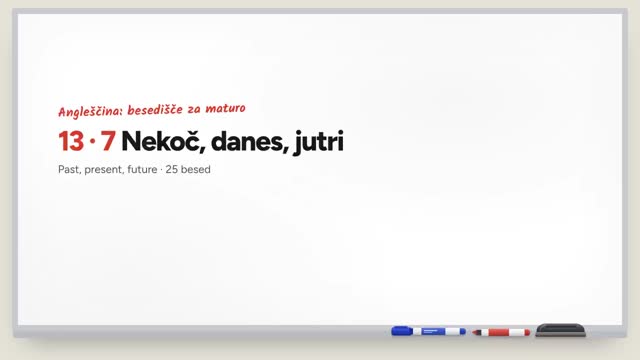 Angleščina: besedišče za maturo
13 · 7 Nekoč, danes, jutri
Past, present, future · 25 besed